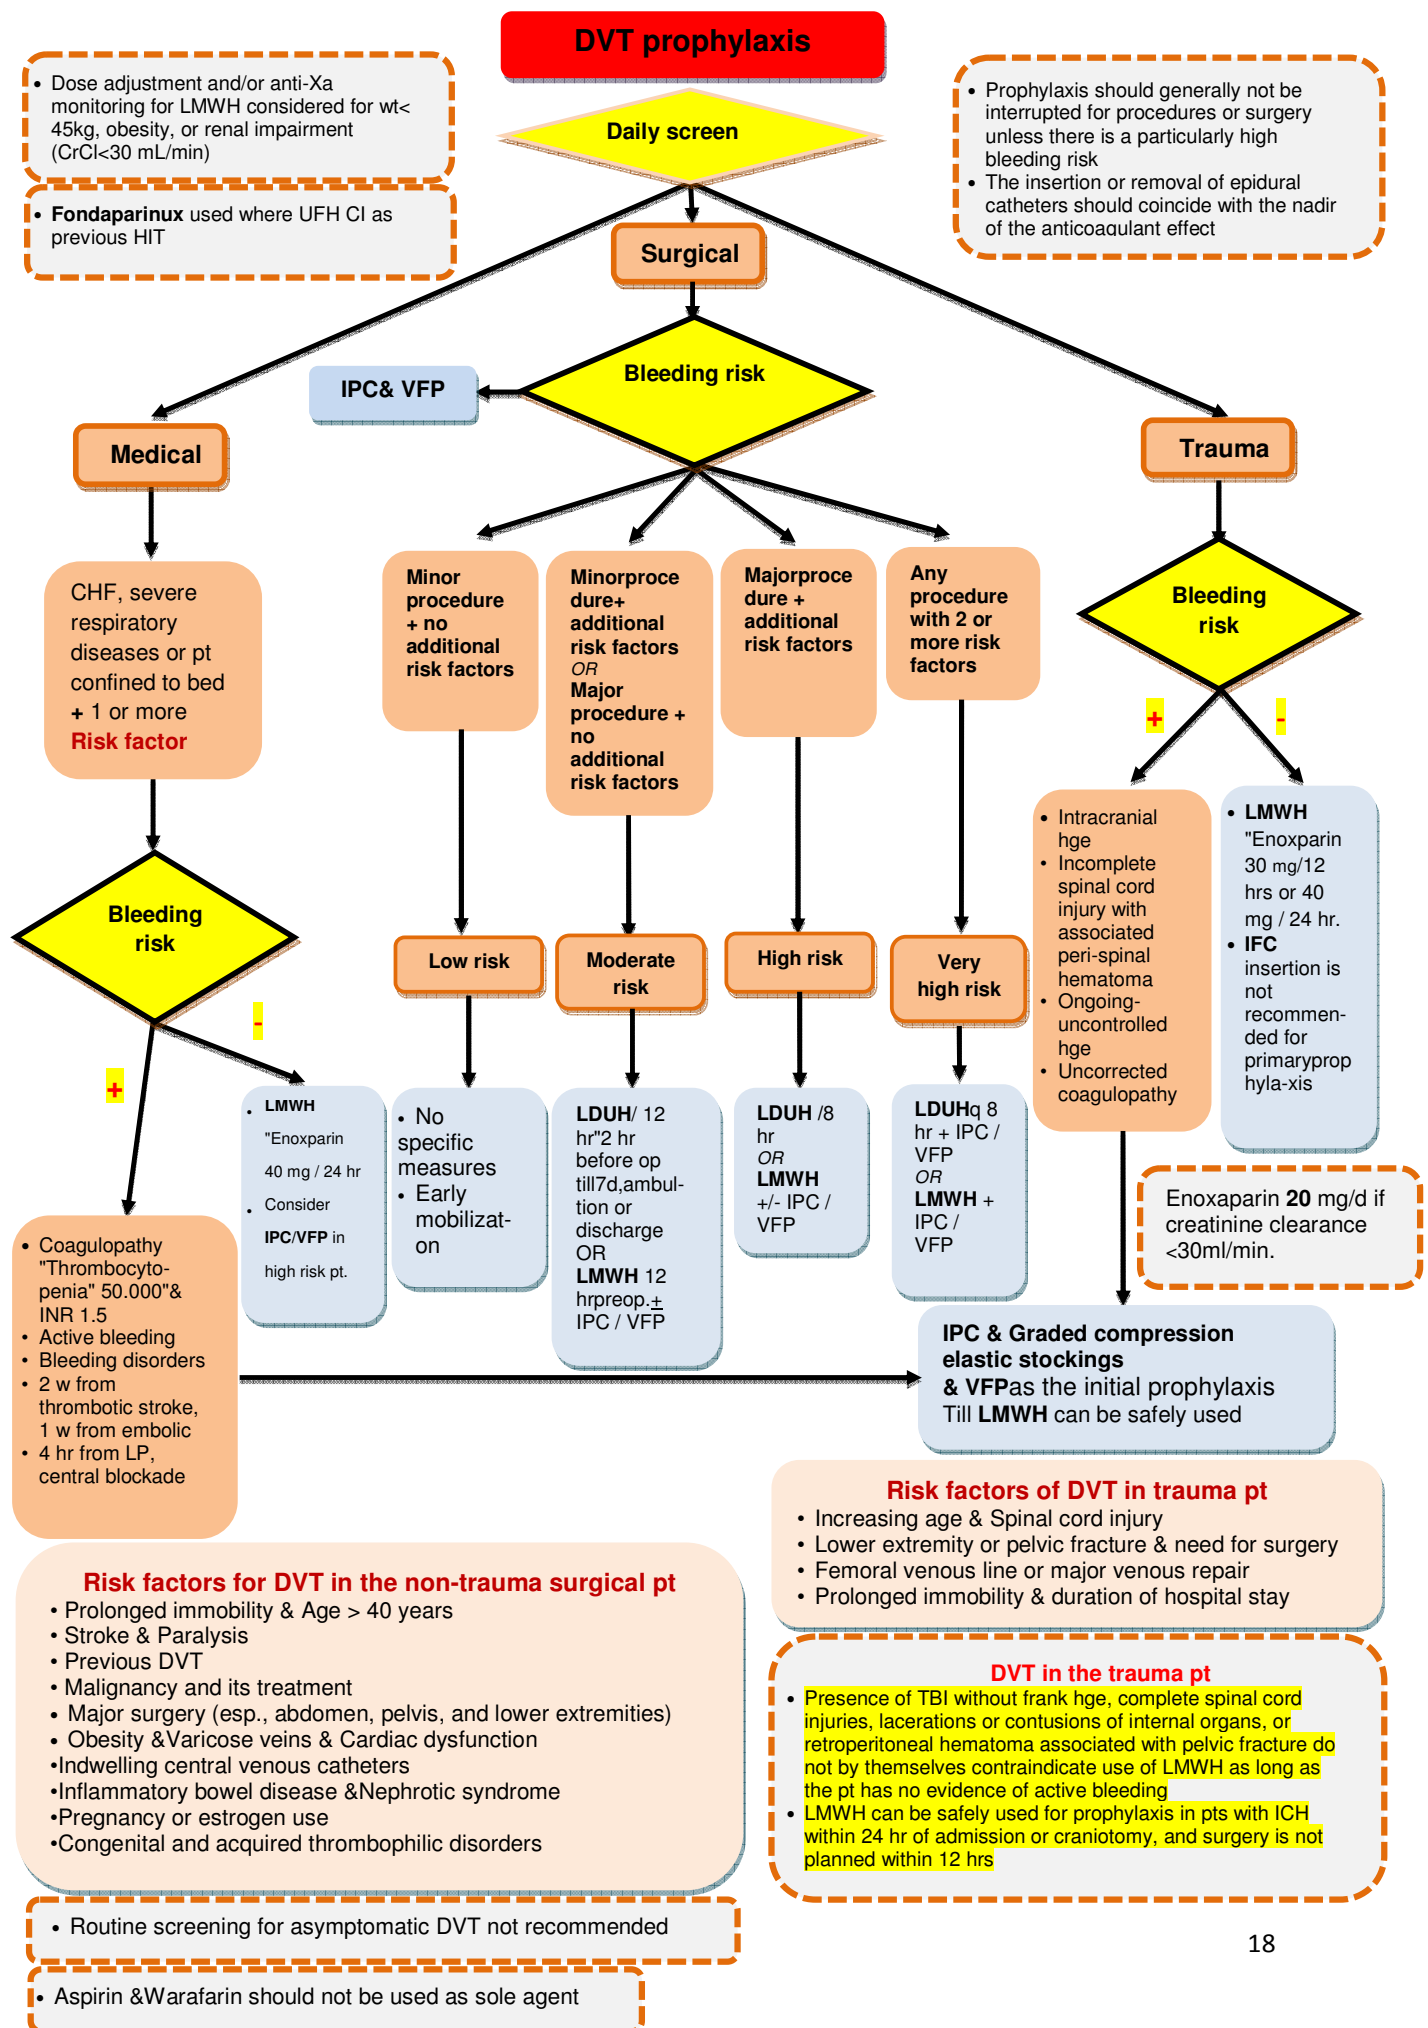 DVT prophylaxis
• Dose adjustment and/or anti-Xa
monitoring for LMWH considered for wt<
45kg, obesity, or renal impairment
(CrCl<30 mL/min)
• Fondaparinux used where UFH CI as
previous HIT
Daily screen
• Prophylaxis should generally not be
interrupted for procedures or surgery
unless there is a particularly high
bleeding risk
• The insertion or removal of epidural
catheters should coincide with the nadir
of the anticoagulant effect
Surgical
IPC& VFP
Bleeding risk
Medical
Trauma
CHF, severe
respiratory
diseases or pt
confined to bed
+ 1 or more
Risk factor
Minor
procedure
+ no
additional
risk factors
Minorproce
dure+
additional
risk factors
OR
Major
procedure +
no
additional
risk factors
Majorproce
dure +
additional
risk factors
Any
procedure
with 2 or
more risk
factors
Bleeding
risk
+
-
• Intracranial
hge
• Incomplete
spinal cord
injury with
associated
peri-spinal
hematoma
• Ongoing-
uncontrolled
hge
• Uncorrected
coagulopathy
• LMWH
"Enoxparin
30 mg/12
hrs or 40
mg / 24 hr.
• IFC
insertion is
not
recommen-
ded for
primaryprop
hyla-xis
Bleeding
risk
-
+
Low risk
Moderate
risk
High risk
Very
high risk
• LMWH
"Enoxparin
40 mg / 24 hr
• Consider
IPC/VFP in
high risk pt.
• No
specific
measures
• Early
mobilizat-
on
LDUH/ 12
hr"2 hr
before op
till7d,ambul-
tion or
discharge
OR
LMWH 12
hrpreop.+
IPC / VFP
LDUH /8
hr
OR
LMWH
+/- IPC /
VFP
LDUHq 8
hr + IPC /
VFP
OR
LMWH +
IPC /
VFP
Enoxaparin 20 mg/d if
creatinine clearance
<30ml/min.
• Coagulopathy
"Thrombocyto-
penia" 50.000"&
INR 1.5
• Active bleeding
• Bleeding disorders
• 2 w from
thrombotic stroke,
1 w from embolic
• 4 hr from LP,
central blockade
IPC & Graded compression
elastic stockings
& VFPas the initial prophylaxis
Till LMWH can be safely used
Risk factors of DVT in trauma pt
• Increasing age & Spinal cord injury
• Lower extremity or pelvic fracture & need for surgery
• Femoral venous line or major venous repair
• Prolonged immobility & duration of hospital stay
Risk factors for DVT in the non-trauma surgical pt
• Prolonged immobility & Age > 40 years
• Stroke & Paralysis
• Previous DVT
• Malignancy and its treatment
• Major surgery (esp., abdomen, pelvis, and lower extremities)
• Obesity &Varicose veins & Cardiac dysfunction
•Indwelling central venous catheters
•Inflammatory bowel disease &Nephrotic syndrome
•Pregnancy or estrogen use
•Congenital and acquired thrombophilic disorders
DVT in the trauma pt
• Presence of TBI without frank hge, complete spinal cord
injuries, lacerations or contusions of internal organs, or
retroperitoneal hematoma associated with pelvic fracture do
not by themselves contraindicate use of LMWH as long as
the pt has no evidence of active bleeding
• LMWH can be safely used for prophylaxis in pts with ICH
within 24 hr of admission or craniotomy, and surgery is not
planned within 12 hrs
• Routine screening for asymptomatic DVT not recommended
• Aspirin &Warafarin should not be used as sole agent
18